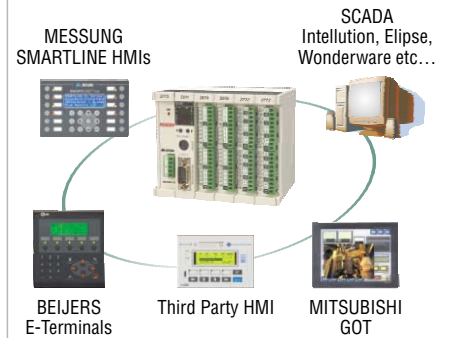 MESSUNG
SMARTLINE HMIs
SCADA
Intellution, Elipse,
Wonderware etc…
BEIJERS
E-Terminals
Third Party HMI
MITSUBISHI
GOT